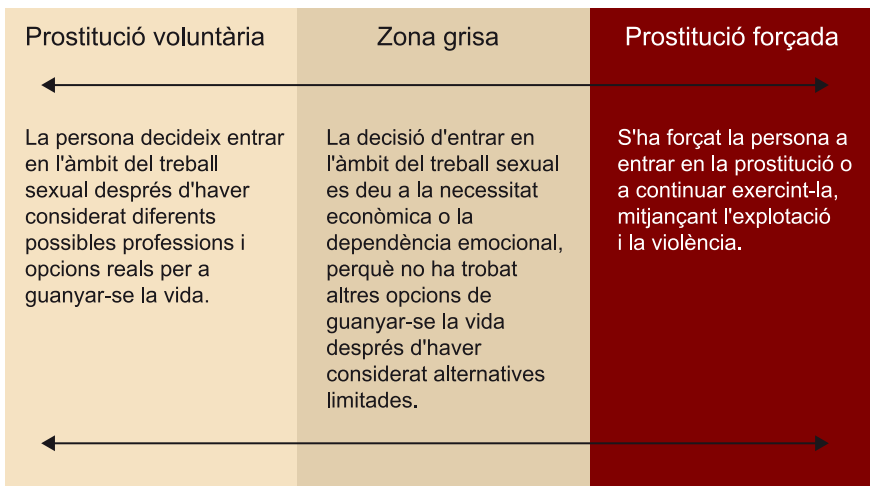 Prostitució voluntària
La persona decideix entrar
en l'àmbit del treball
sexual després d'haver
considerat diferents
possibles professions i
opcions reals per a
guanyar-se la vida.
Zona grisa
La decisió d'entrar en
l'àmbit del treball sexual
es deu a la necessitat
econòmica o la
dependència emocional,
perquè no ha trobat
altres opcions de
guanyar-se la vida
després d'haver
considerat alternatives
limitades.
Prostitució forçada
S'ha forçat la persona a
entrar en la prostitució o
a continuar exercint-la,
mitjançant l'explotació
i la violència.